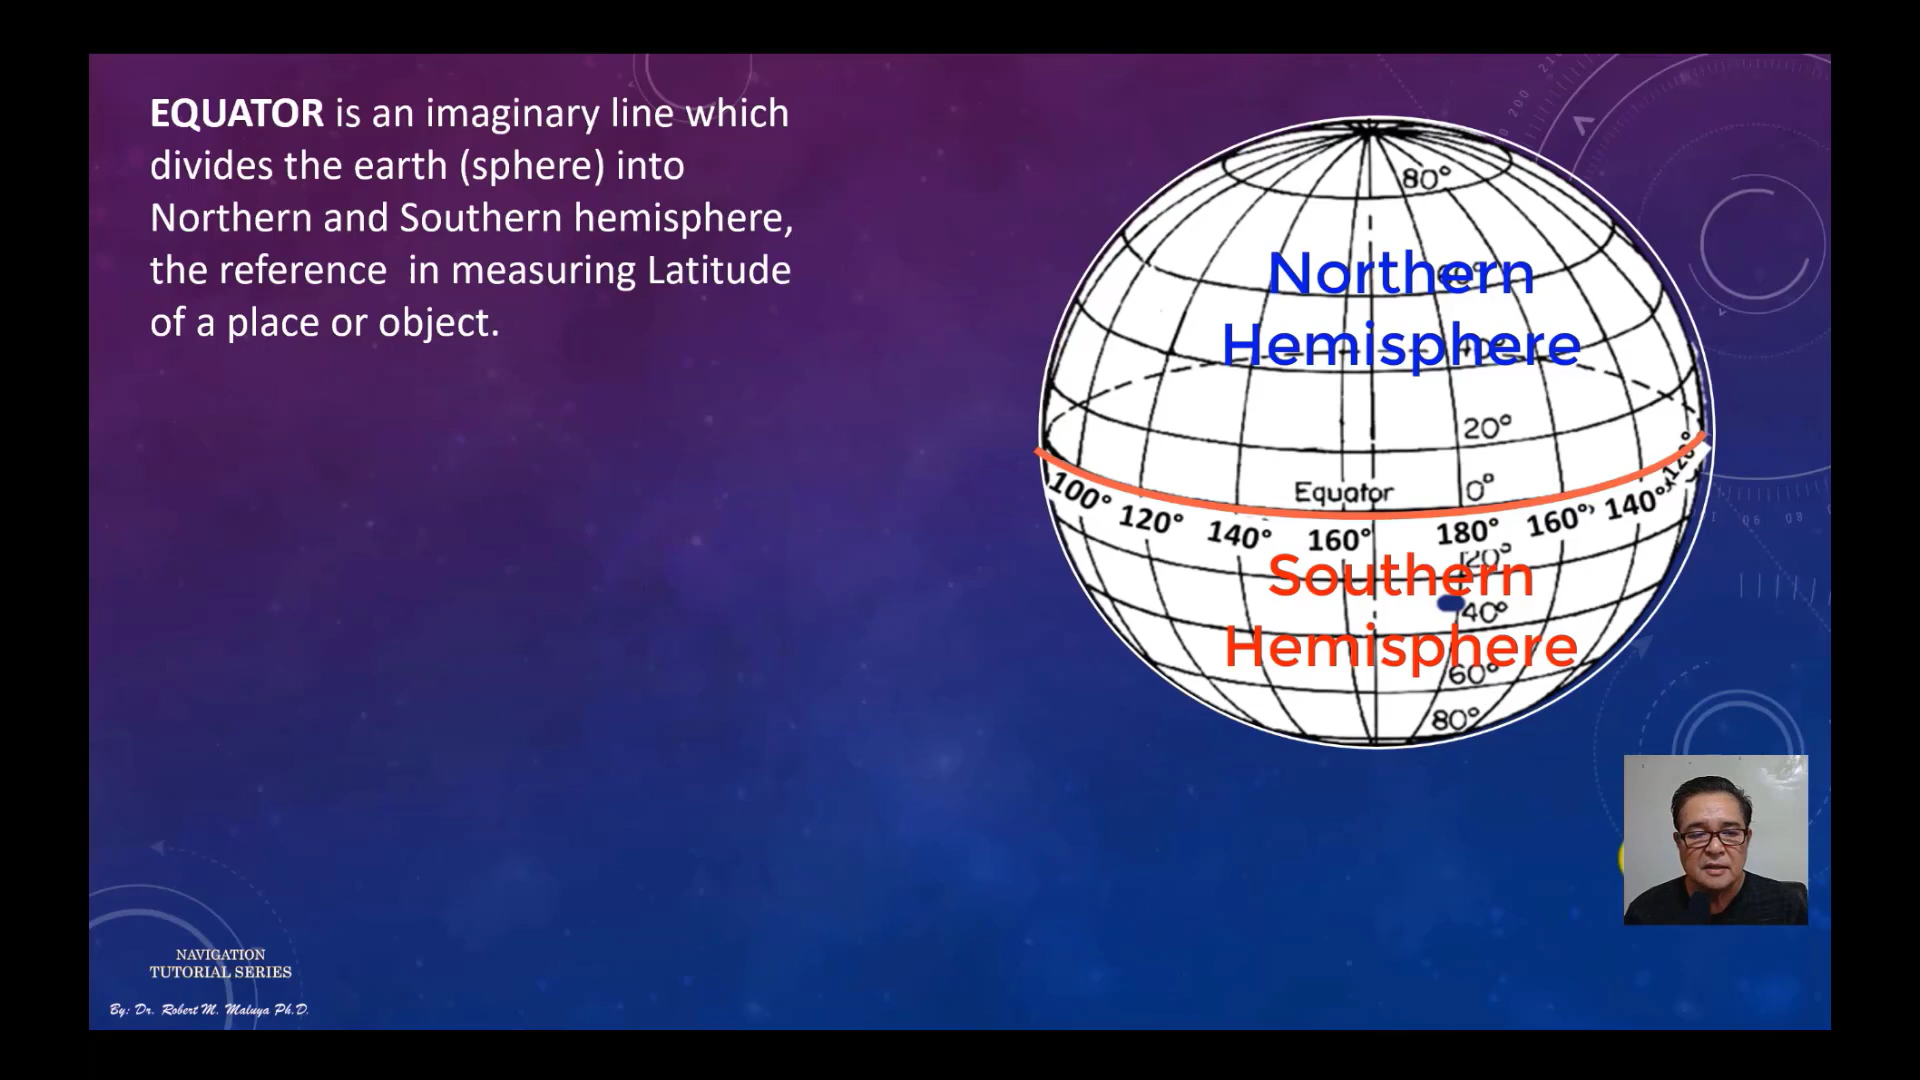 EQUATOR is an imaginary line which
divides the earth (sphere) into
Northern and Southern hemisphere,
the reference  in measuring Latitude
of a place or object.
80°
Northern
Hemisphere
20°
Equator
0°
100°
120°
140°
160°
180°
160°
140°
120°
20°
Southern
40°
Hemisphere
60°
80°
NAVIGATION
TUTORIAL SERIES
By: Dr. Robert M. Maluya Ph.D.